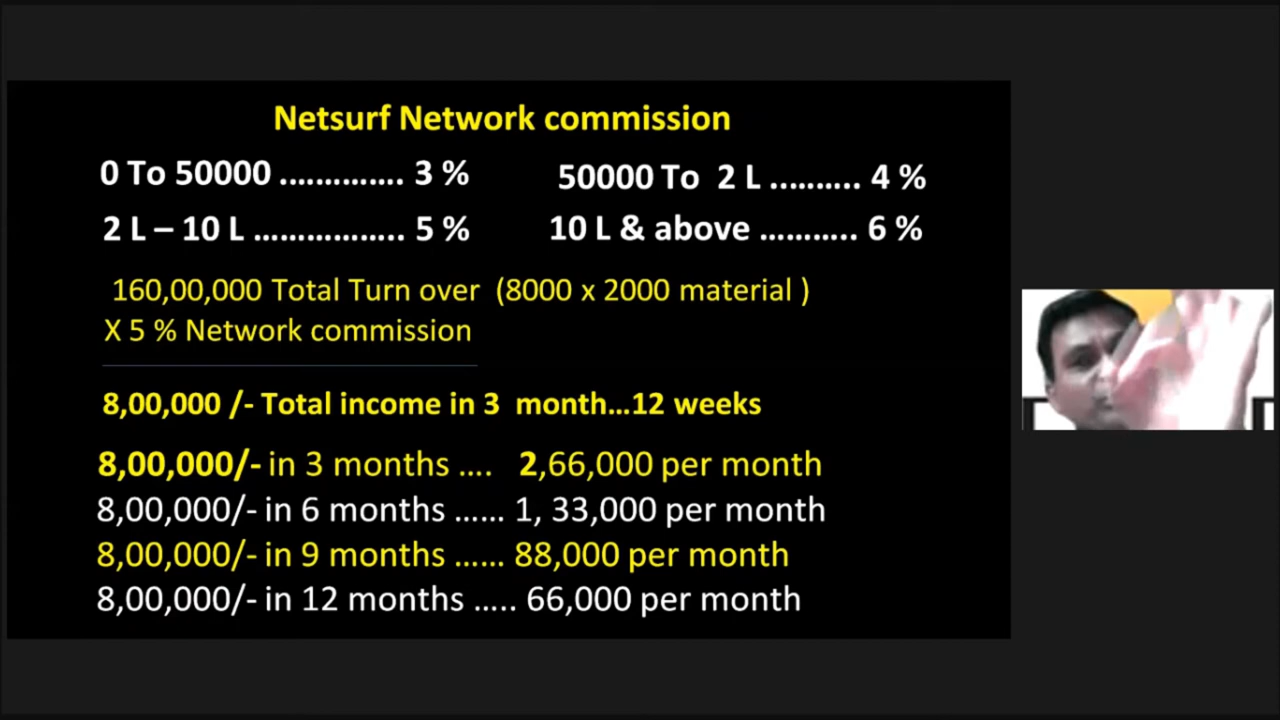 Netsurf Network commission
0 To 50000 .............. 3 %
50000 To 2 L .......... 4 %
2 L – 10 L ................. 5 %
10 L & above ........... 6 %
160,00,000 Total Turn over (8000 x 2000 material )
X 5 % Network commission
8,00,000 /- Total income in 3 month...12 weeks
8,00,000/- in 3 months .... 2,66,000 per month
8,00,000/- in 6 months ...... 1, 33,000 per month
8,00,000/- in 9 months ...... 88,000 per month
8,00,000/- in 12 months ..... 66,000 per month